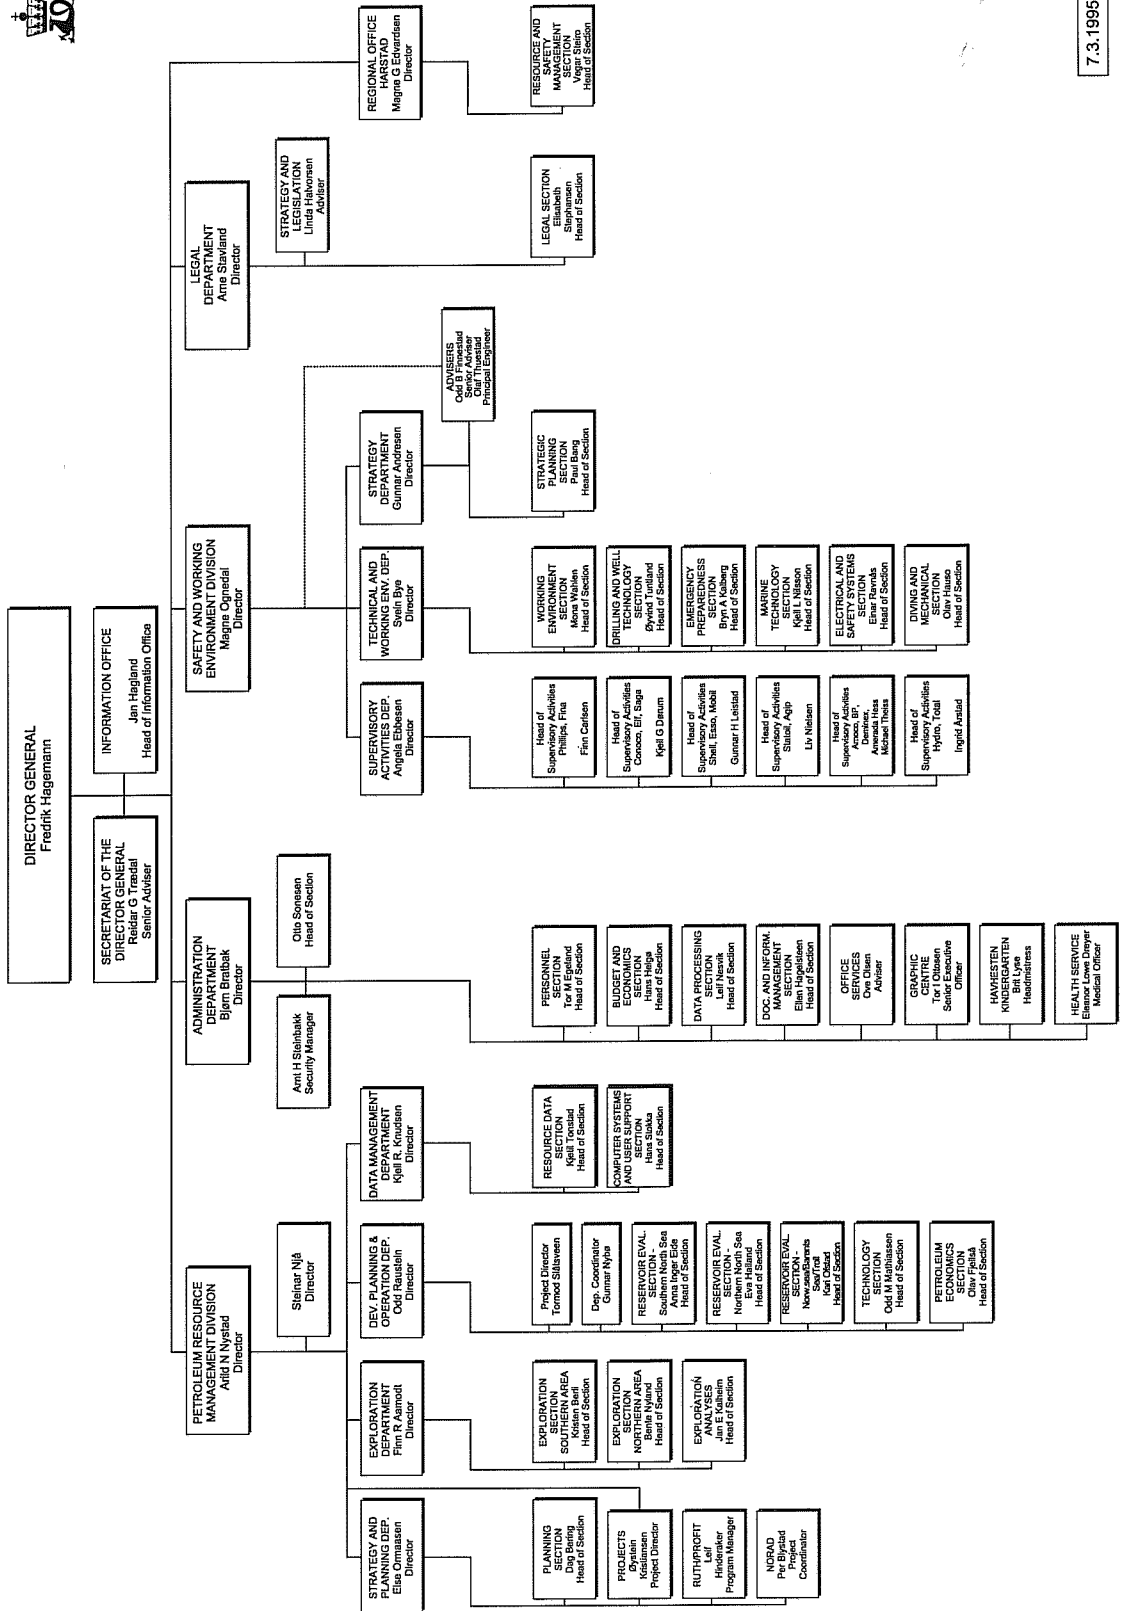 DIRECTOR GENERAL
Fredrik Hagemann
SECRETARIAT OF THE
DIRECTOR GENERAL
Reidar G Trædal
Senior Adviser
INFORMATION OFFICE
Jan Hagland
Head of Information Office
PETROLEUM RESOURCE
MANAGEMENT DIVISION
Arild N Nystad
Director
ADMINISTRATION
DEPARTMENT
Bjørn Bratbak
Director
SAFETY AND WORKING
ENVIRONMENT DIVISION
Magne Ognedal
Director
LEGAL
DEPARTMENT
Arne Stavland
Director
Steinar Njå
Director
Arnt H Steinbakk
Security Manager
Otto Sonesen
Head of Section
STRATEGY AND
LEGISLATION
Linda Halvorsen
Adviser
STRATEGY AND
PLANNING DEP.
Else Ormaasen
Director
EXPLORATION
DEPARTMENT
Finn R Aamodt
Director
DEV. PLANNING &
OPERATION DEP.
Odd Raustein
Director
DATA MANAGEMENT
DEPARTMENT
Kjell R. Knudsen
Director
SUPERVISORY
ACTIVITIES DEP.
Angela Ebbesen
Director
TECHNICAL AND
WORKING ENV. DEP.
Svein Bye
Director
STRATEGY
DEPARTMENT
Gunnar Andresen
Director
REGIONAL OFFICE
HARSTAD
Magne G Edvardsen
Director
ADVISERS
Odd B Finnestad
Senior Adviser
Olaf Thuestad
Principal Engineer
PLANNING
SECTION
Dag Bering
Head of Section
PROJECTS
Øystein
Kristiansen
Project Director
RUTH/PROFIT
Leif
Hinderaker
Program Manager
NORAD
Per Blystad
Project
Coordinator
EXPLORATION
SECTION
SOUTHERN AREA
Kristen Berli
Head of Section
EXPLORATION
SECTION
NORTHERN AREA
Bente Nyland
Head of Section
EXPLORATION
ANALYSES
Jan E Kalheim
Head of Section
Project Director
Tormod Slåtsveen
Dep. Coordinator
Gunnar Nybø
RESERVOIR EVAL.
SECTION -
Southern North Sea
Anna Inger Eide
Head of Section
RESERVOIR EVAL.
SECTION -
Northern North Sea
Eva Halland
Head of Section
RESERVOIR EVAL.
SECTION -
Norw.sea/Barents
Sea/Troll
Kari Ofstad
Head of Section
TECHNOLOGY
SECTION
Odd M Mathiassen
Head of Section
PETROLEUM
ECONOMICS
SECTION
Olav Fjellså
Head of Section
RESOURCE DATA
SECTION
Kjetil Tonstad
Head of Section
COMPUTER SYSTEMS
AND USER SUPPORT
SECTION
Hans Slokka
Head of Section
PERSONNEL
SECTION
Tor M Egeland
Head of Section
BUDGET AND
ECONOMICS
SECTION
Hans Helga
Head of Section
DATA PROCESSING
SECTION
Leif Nesvik
Head of Section
DOC. AND INFORM.
MANAGEMENT
SECTION
Ellen Hagelsteen
Head of Section
OFFICE
SERVICES
Ove Olsen
Adviser
GRAPHIC
CENTRE
Tor I Ottosen
Senior Executive
Officer
HAVHESTEN
KINDERGARTEN
Brit Lyse
Headmistress
HEALTH SERVICE
Eleanor Lowe Dreyer
Medical Officer
Head of
Supervisory Activities
Phillips, Fina
Finn Carlsen
Head of
Supervisory Activities
Conoco, Elf, Saga
Kjell G Dørum
Head of
Supervisory Activities
Shell, Esso, Mobil
Gunnar H Leistad
Head of
Supervisory Activities
Statoil, Agip
Liv Nielsen
Head of
Supervisory Activities
Amoco, BP,
Deminex,
Amerada Hess
Michael Theiss
Head of
Supervisory Activities
Hydro, Total
Ingrid Årstad
WORKING
ENVIRONMENT
SECTION
Mona Wahlen
Head of Section
DRILLING AND WELL
TECHNOLOGY
SECTION
Øyvind Tuntland
Head of Section
EMERGENCY
PREPAREDNESS
SECTION
Bryn A Kalberg
Head of Section
MARINE
TECHNOLOGY
SECTION
Kjell L Nilsson
Head of Section
ELECTRICAL AND
SAFETY SYSTEMS
SECTION
Einar Ravnås
Head of Section
DIVING AND
MECHANICAL
SECTION
Olav Hauso
Head of Section
STRATEGIC
PLANNING
SECTION
Paul Bang
Head of Section
LEGAL SECTION
Elisabeth
Stephansen
Head of Section
RESOURCE AND
SAFETY
MANAGEMENT
SECTION
Vegar Steiro
Head of Section
7.3.1995